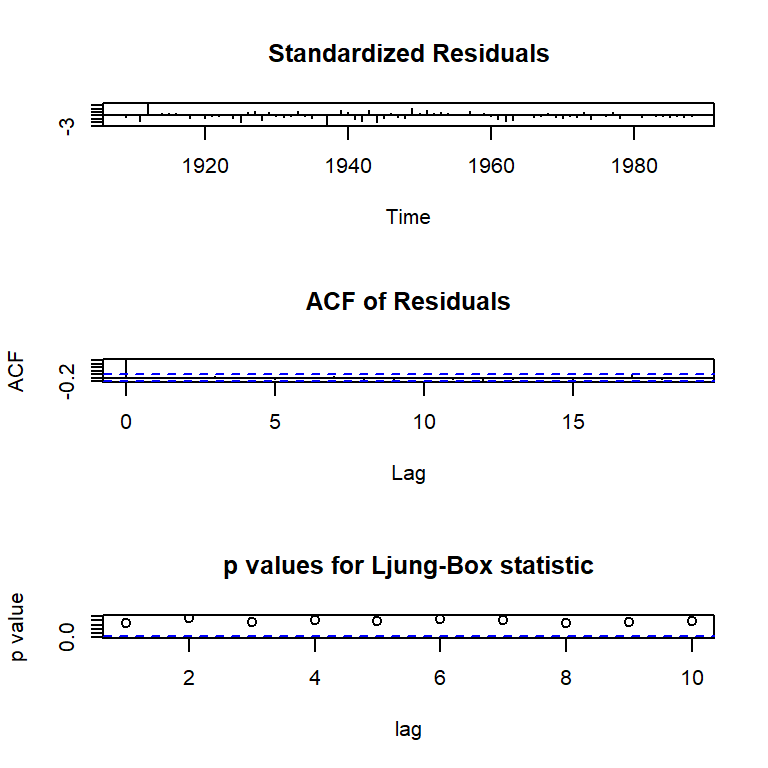 Standardized Residuals
-3
1920 1940 1960 1980
Time
ACF of Residuals
ACF
-0.2
0 5 10 15
Lag
p values for Ljung-Box statistic
p value
0.0
2 4 6 8 10
lag